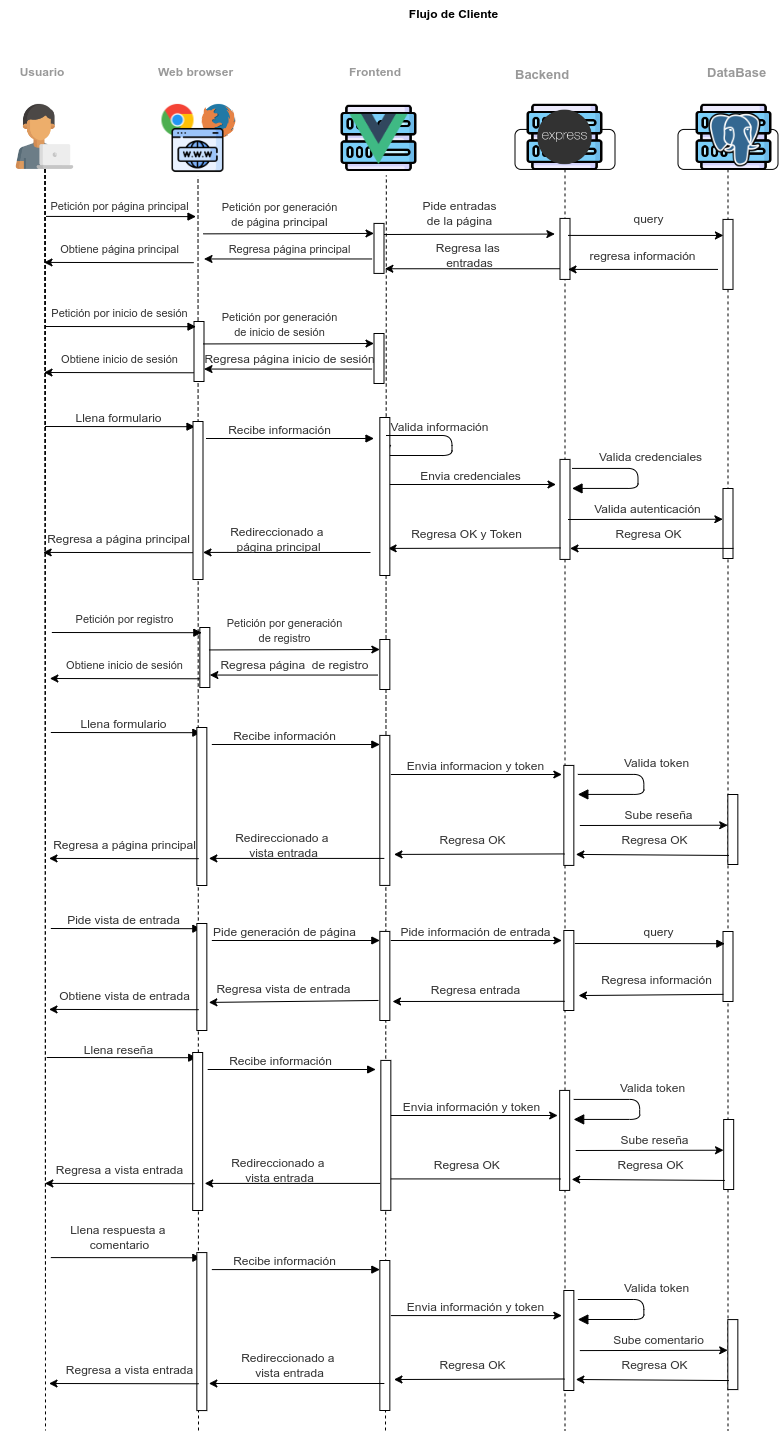 Flujo de Cliente
Usuario
Web browser
Frontend
Backend
DataBase
WWW
express
Petición por página principal
Petición por generación
de página principal
Pide entradas
de la página
query
Obtiene página principal
Regresa página principal
Regresa las
entradas
regresa información
Petición por inicio de sesión
Petición por generación
de inicio de sesión
Obtiene inicio de sesión
Regresa página inicio de sesión
Llena formulario
Recibe información
Valida información
Envia credenciales
Valida credenciales
Valida autenticación
Regresa a página principal
Redireccionado a
página principal
Regresa OK y Token
Regresa OK
Petición por registro
Petición por generación
de registro
Obtiene inicio de sesión
Regresa página  de registro
Llena formulario
Recibe información
Envia informacion y token
Valida token
Sube reseña
Regresa a página principal
Redireccionado a
vista entrada
Regresa OK
Regresa OK
Pide vista de entrada
Pide generación de página
Pide información de entrada
query
Obtiene vista de entrada
Regresa vista de entrada
Regresa entrada
Regresa información
Llena reseña
Recibe información
Envia información y token
Valida token
Sube reseña
Regresa a vista entrada
Redireccionado a
vista entrada
Regresa OK
Regresa OK
Llena respuesta a
comentario
Recibe información
Envia información y token
Valida token
Sube comentario
Regresa a vista entrada
Redireccionado a
vista entrada
Regresa OK
Regresa OK